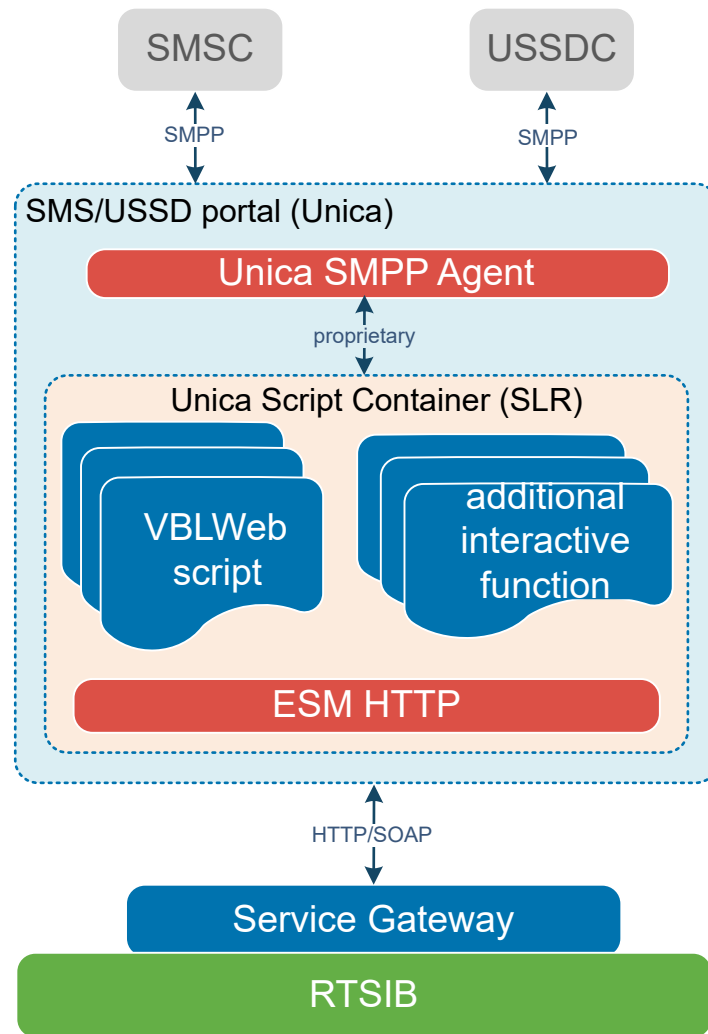 SMSC
USSDC
SMPP
SMPP
SMS/USSD portal (Unica)
Unica SMPP Agent
proprietary
Unica Script Container (SLR)
VBLWeb
script
additional
interactive
function
ESM HTTP
HTTP/SOAP
Service Gateway
RTSIB